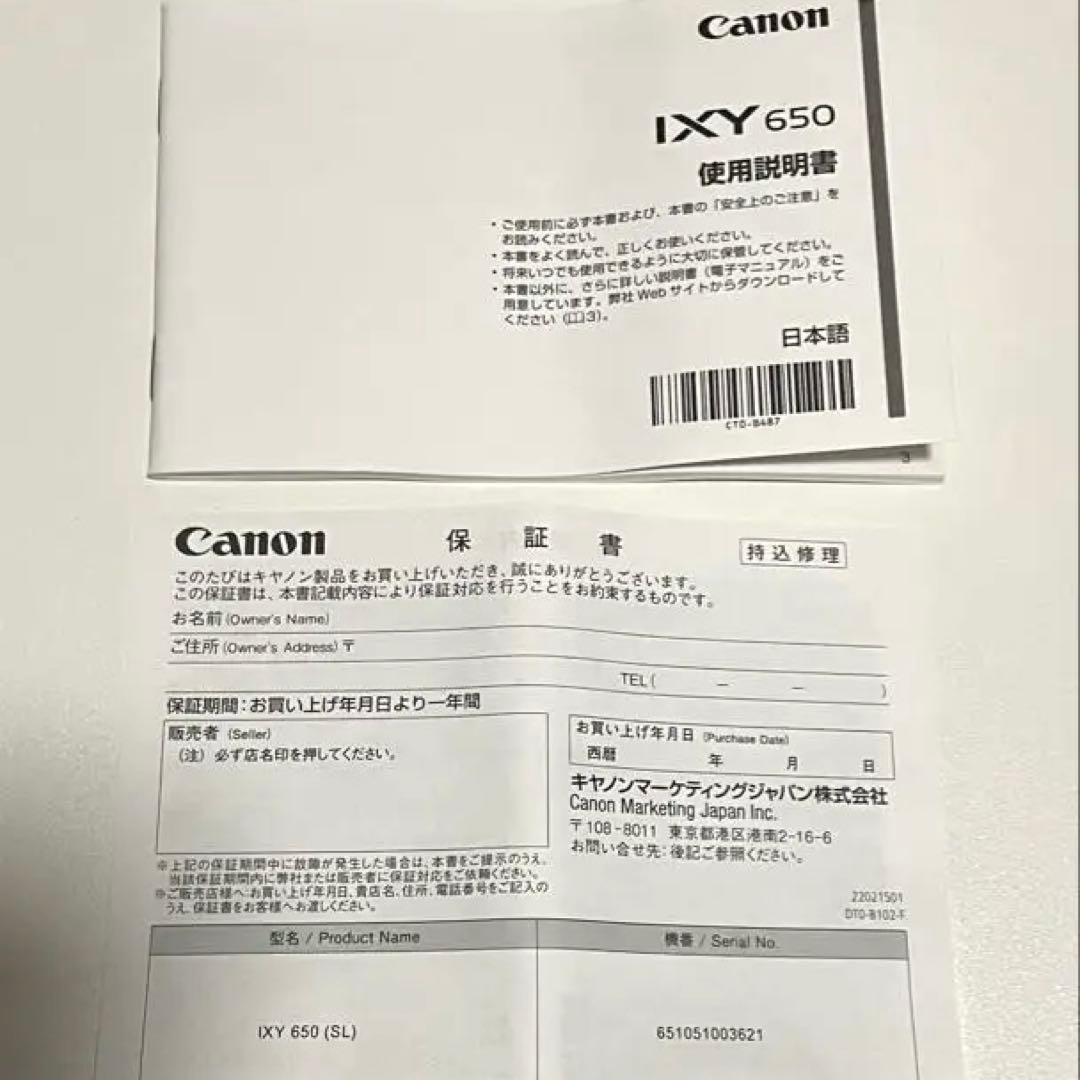 Canon
IXY 650
使用説明書
・ご使用前に必ず本書および、本書の「安全上のご注意」を
お読みください。
・本書をよく読んで、正しくお使いください。
・将来いつでも使用できるように大切に保管してください。
・本書以外に、さらに詳しい説明書（電子マニュアル）をご
用意しています。弊社Webサイトからダウンロードして
ください（📖3）。
日本語
CT0-B487
3
Canon 保証書 持込修理
このたびはキヤノン製品をお買い上げいただき、誠にありがとうございます。
この保証書は、本書記載内容により保証対応を行うことをお約束するものです。
お名前(Owner's Name)
ご住所(Owner's Address)〒
TEL( － － )
保証期間：お買い上げ年月日より一年間
販売者 (Seller)
（注）必ず店名印を押してください。
お買い上げ年月日 (Purchase Date)
西暦 年 月 日
キヤノンマーケティングジャパン株式会社
Canon Marketing Japan Inc.
〒108-8011 東京都港区港南2-16-6
お問い合せ先：後記ご参照ください。
※上記の保証期間中に故障が発生した場合は、本書をご提示のうえ、
当該保証期間内に弊社または販売者に保証対応をご依頼ください。
※ご販売店様へ：お買い上げ年月日、貴店名、住所、電話番号をご記入の
うえ、保証書をお客様へお渡しください。
22021501
DT0-B102-F
型名 / Product Name 機番 / Serial No.
IXY 650 (SL) 651051003621